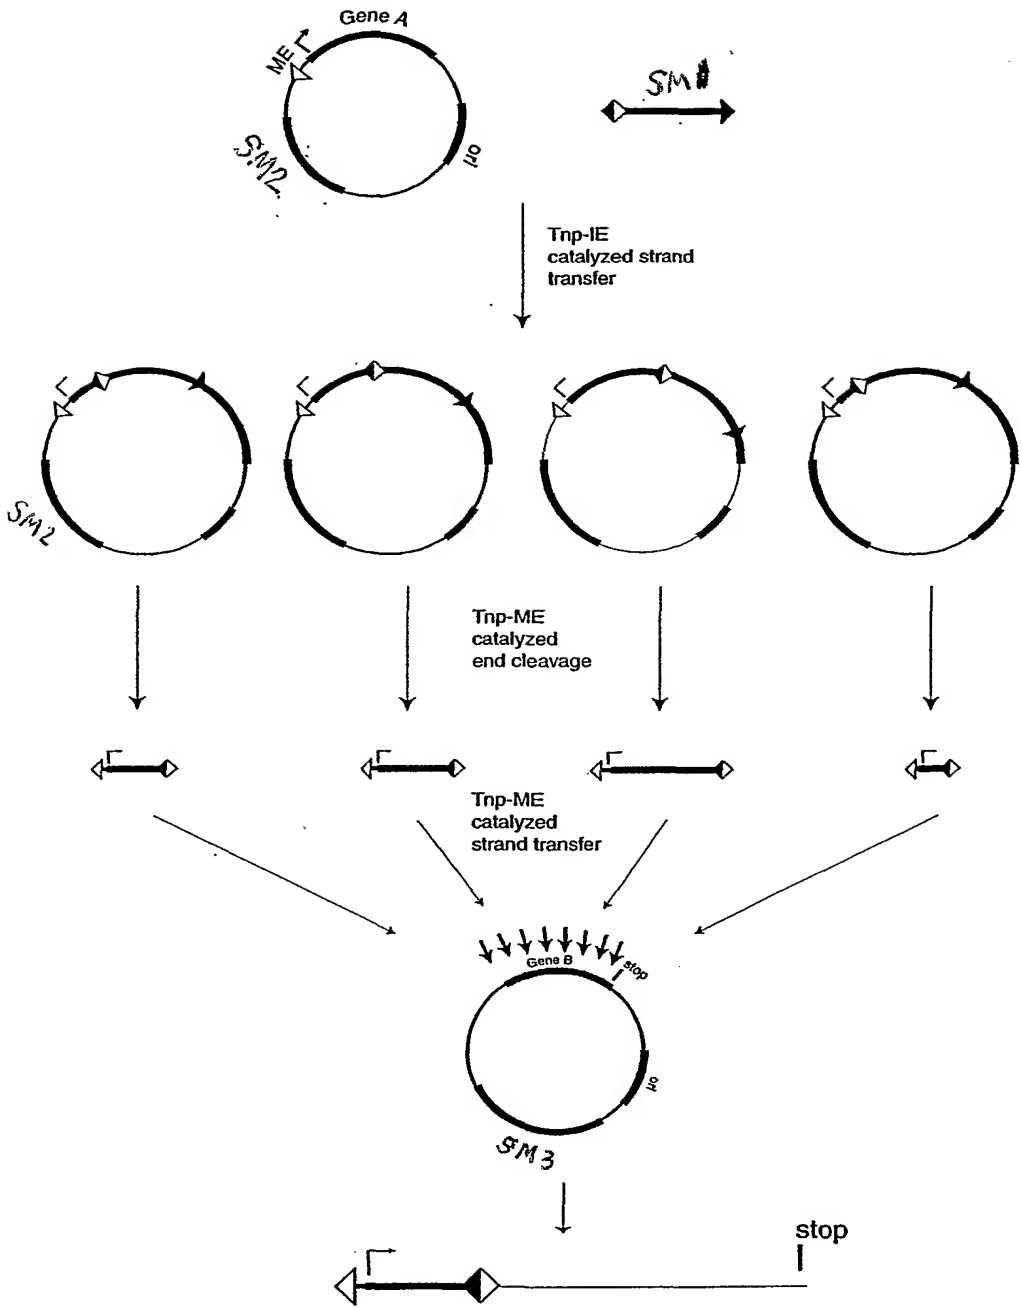 Gene A
ME
SM1
SM2
ori
Tnp-IE
catalyzed strand
transfer
SM2
Tnp-ME
catalyzed
end cleavage
Tnp-ME
catalyzed
strand transfer
Gene B
stop
ori
SM3
stop